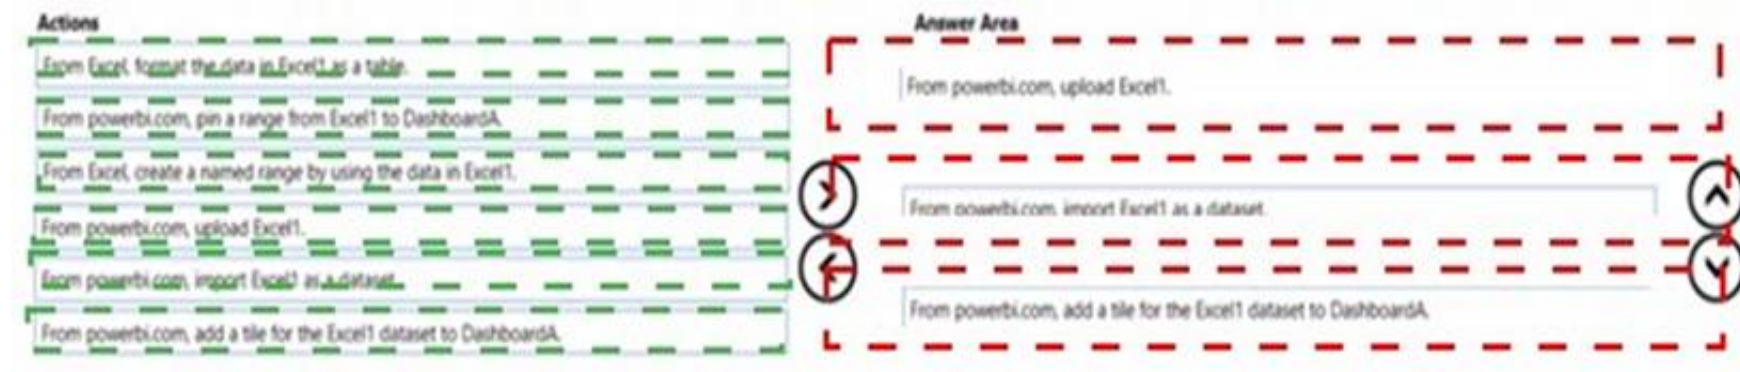 Actions
From Excel, format the data in Excel1 as a table.
From powerbi.com, pin a range from Excel1 to DashboardA.
From Excel, create a named range by using the data in Excel1.
From powerbi.com, upload Excel1.
From powerbi.com, import Excel1 as a dataset.
From powerbi.com, add a tile for the Excel1 dataset to DashboardA.
Answer Area
From powerbi.com, upload Excel1.
From powerbi.com, import Excel1 as a dataset.
From powerbi.com, add a tile for the Excel1 dataset to DashboardA.